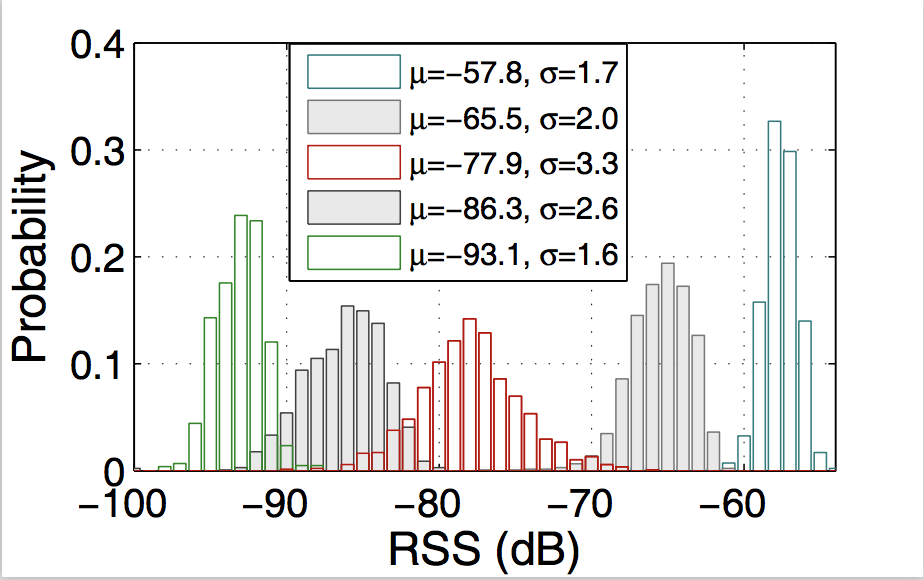 0.4
0.3
0.2
0.1
0
Probability
μ=−57.8, σ=1.7
μ=−65.5, σ=2.0
μ=−77.9, σ=3.3
μ=−86.3, σ=2.6
μ=−93.1, σ=1.6
−100 −90 −80 −70 −60
RSS (dB)